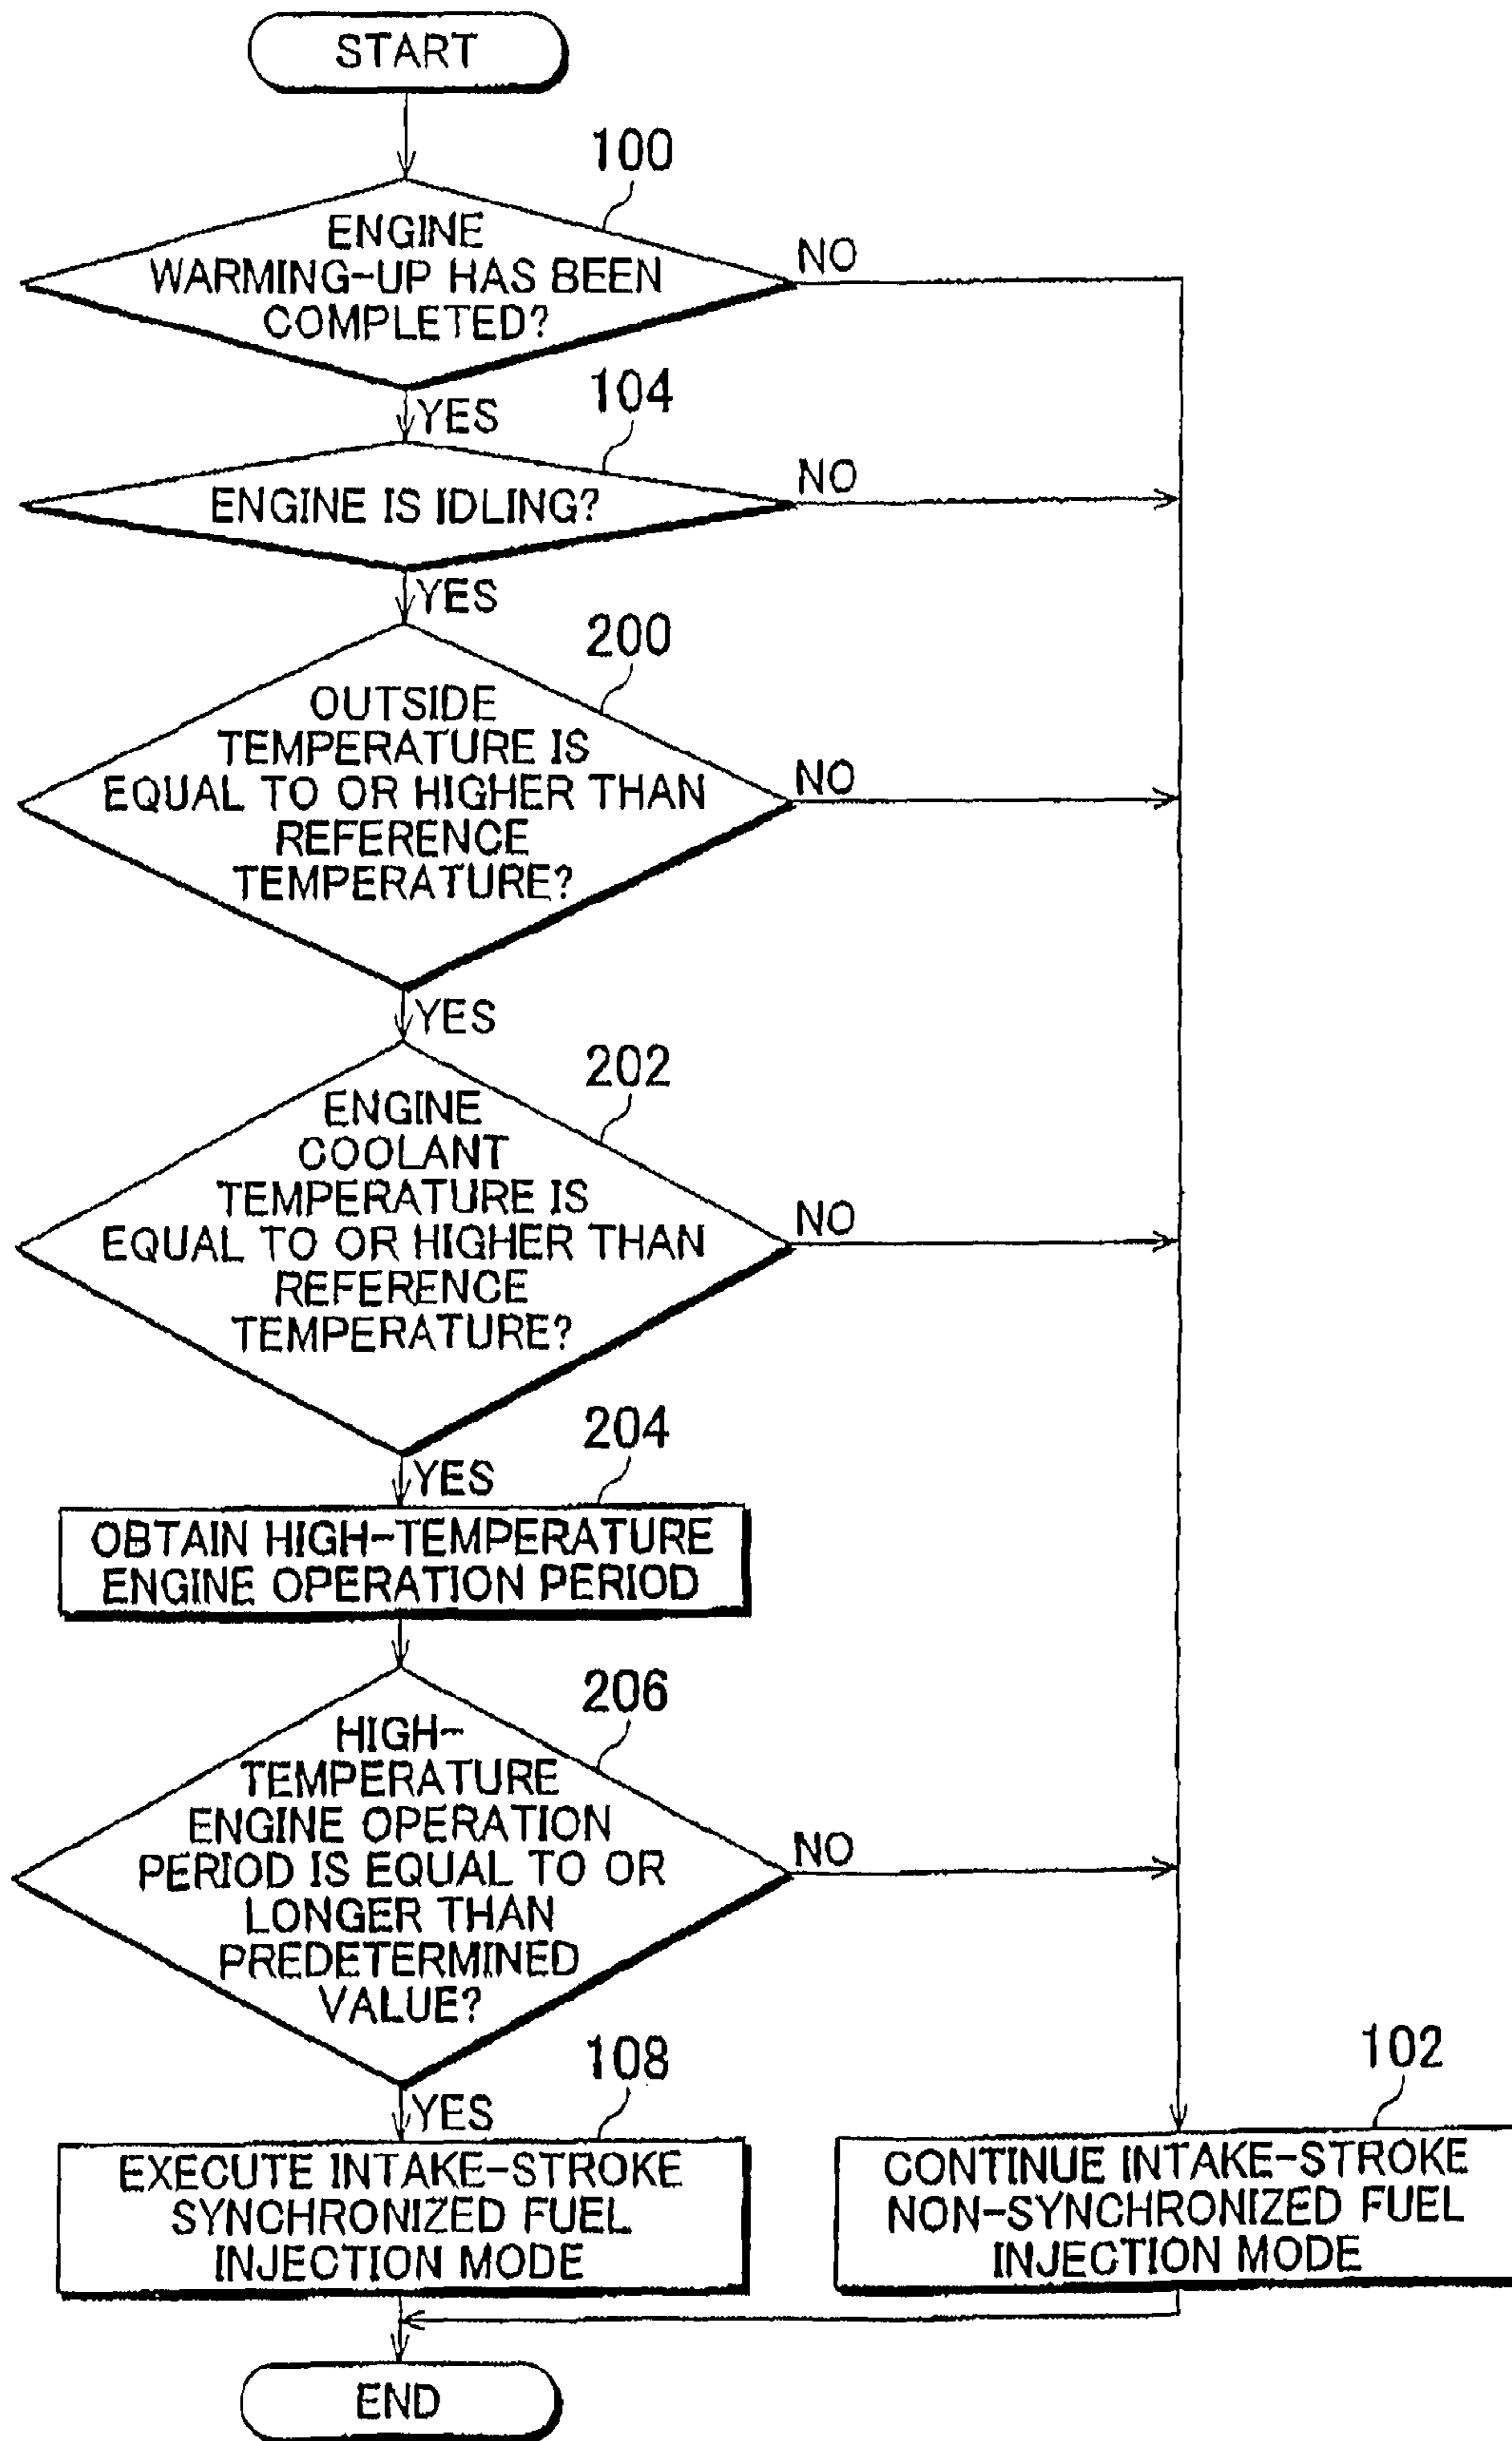 START
100
ENGINE
WARMING-UP HAS BEEN
COMPLETED?
NO
YES
104
ENGINE IS IDLING?
NO
YES
200
OUTSIDE
TEMPERATURE IS
EQUAL TO OR HIGHER THAN
REFERENCE
TEMPERATURE?
NO
YES
202
ENGINE
COOLANT
TEMPERATURE IS
EQUAL TO OR HIGHER THAN
REFERENCE
TEMPERATURE?
NO
YES
204
OBTAIN HIGH-TEMPERATURE
ENGINE OPERATION PERIOD
206
HIGH-
TEMPERATURE
ENGINE OPERATION
PERIOD IS EQUAL TO OR
LONGER THAN
PREDETERMINED
VALUE?
NO
YES
108
EXECUTE INTAKE-STROKE
SYNCHRONIZED FUEL
INJECTION MODE
102
CONTINUE INTAKE-STROKE
NON-SYNCHRONIZED FUEL
INJECTION MODE
END